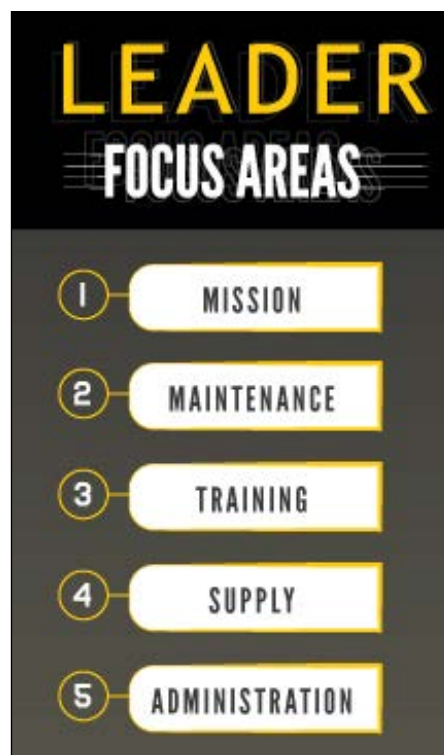 LEADER
FOCUS AREAS
1 MISSION
2 MAINTENANCE
3 TRAINING
4 SUPPLY
5 ADMINISTRATION